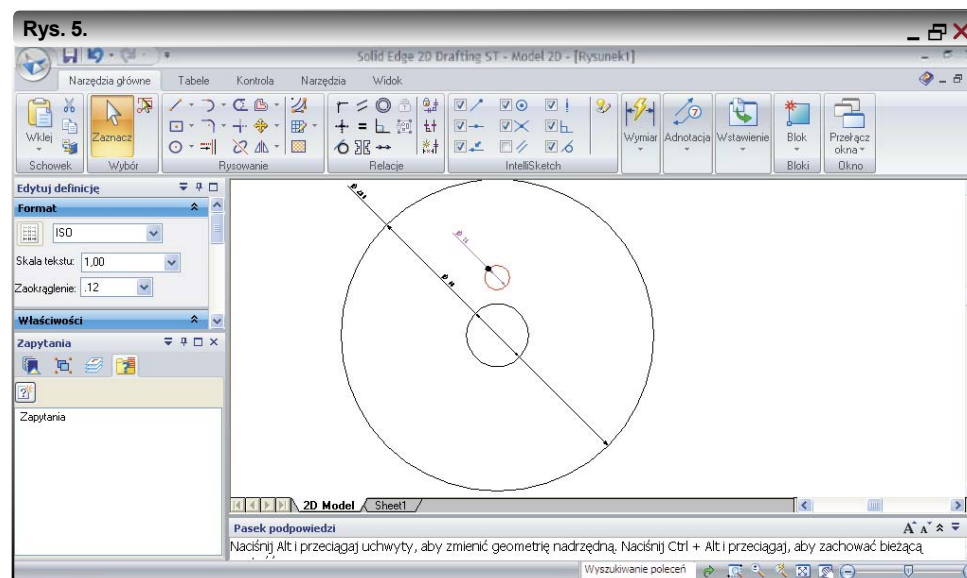 Rys. 5.
Solid Edge 2D Drafting ST - Model 2D - [Rysunek1]
Narzędzia główne Tabele Kontrola Narzędzia Widok
Wklej Zaznacz Wymiar Adnotacja Wstawienie Blok Przełącz okna
Schowek Wybór Rysowanie Relacje IntelliSketch Bloki Okno
Edytuj definicję
Format
ISO
Skala tekstu: 1,00
Zaokrąglenie: .12
Właściwości
Zapytania
Zapytania
2D Model Sheet1
Pasek podpowiedzi
Naciśnij Alt i przeciągaj uchwyty, aby zmienić geometrię nadrzędną. Naciśnij Ctrl + Alt i przeciągaj, aby zachować bieżącą
Wyszukiwanie poleceń